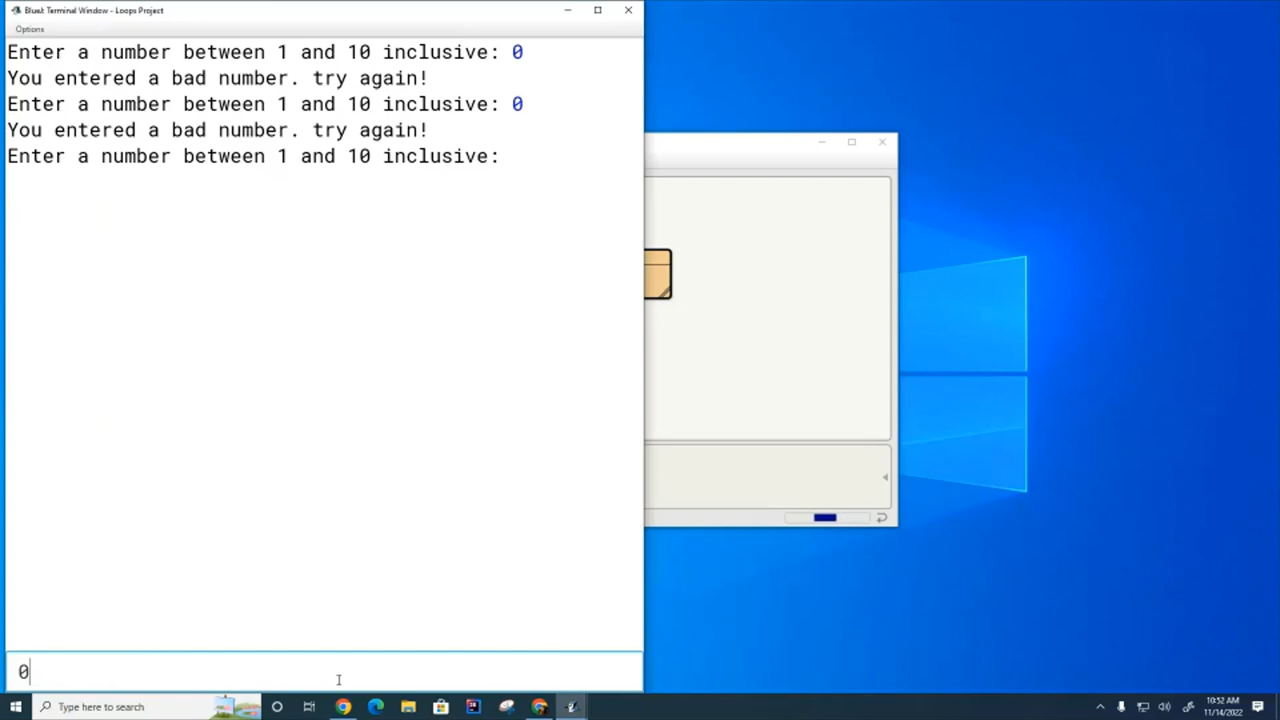 BlueJ: Terminal Window - Loops Project
Options
Enter a number between 1 and 10 inclusive: 0
You entered a bad number. try again!
Enter a number between 1 and 10 inclusive: 0
You entered a bad number. try again!
Enter a number between 1 and 10 inclusive:
0
Type here to search
10:52 AM
11/14/2022